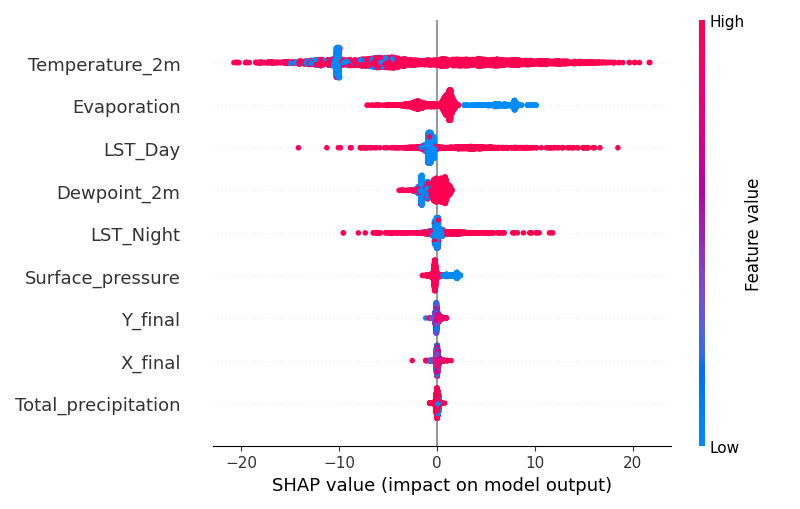 High
Temperature_2m
Evaporation
LST_Day
Dewpoint_2m
LST_Night
Surface_pressure
Y_final
X_final
Total_precipitation
Feature value
Low
−20 −10 0 10 20
SHAP value (impact on model output)